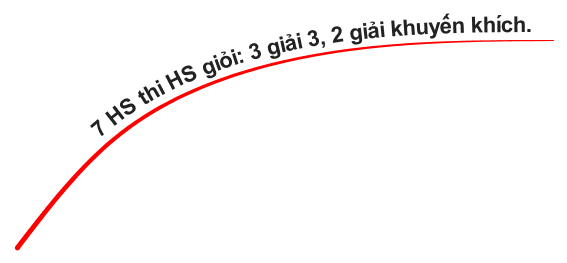 7 HS thi HS giỏi: 3 giải 3, 2 giải khuyến khích.